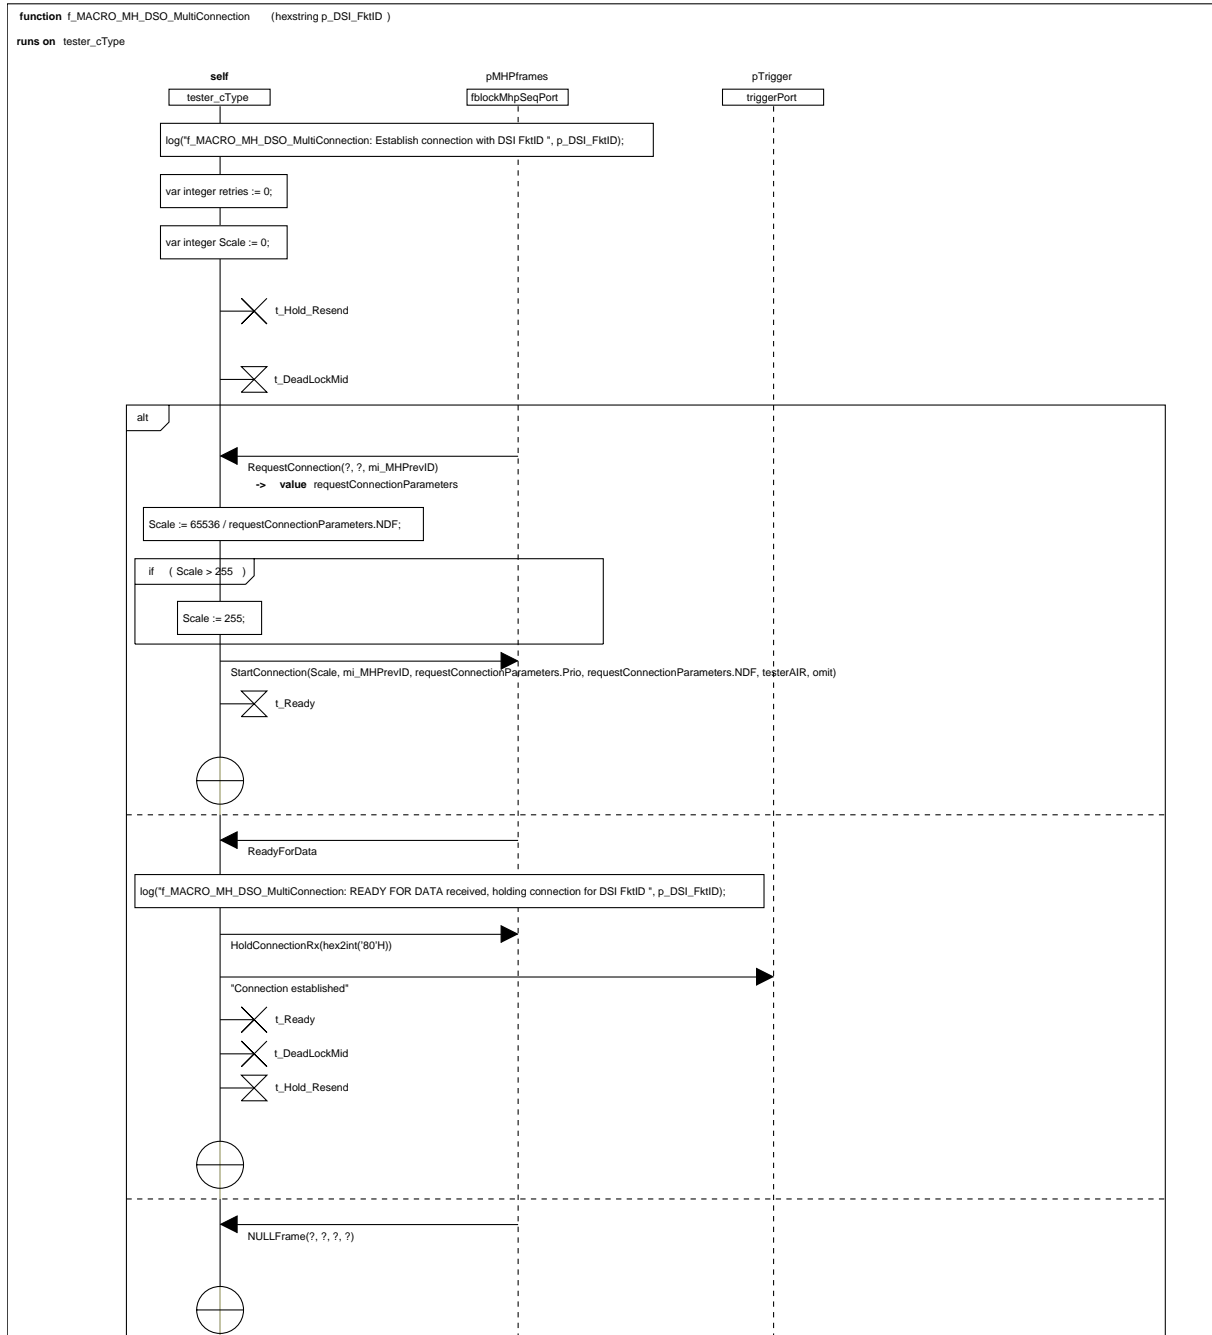 function f_MACRO_MH_DSO_MultiConnection (hexstring p_DSI_FktID )
runs on tester_cType
self pMHPframes pTrigger
tester_cType fblockMhpSeqPort triggerPort
log("f_MACRO_MH_DSO_MultiConnection: Establish connection with DSI FktID ", p_DSI_FktID);
var integer retries := 0;
var integer Scale := 0;
t_Hold_Resend
t_DeadLockMid
alt
RequestConnection(?, ?, mi_MHPrevID)
-> value requestConnectionParameters
Scale := 65536 / requestConnectionParameters.NDF;
if ( Scale > 255 )
Scale := 255;
StartConnection(Scale, mi_MHPrevID, requestConnectionParameters.Prio, requestConnectionParameters.NDF, testerAIR, omit)
t_Ready
ReadyForData
log("f_MACRO_MH_DSO_MultiConnection: READY FOR DATA received, holding connection for DSI FktID ", p_DSI_FktID);
HoldConnectionRx(hex2int('80'H))
"Connection established"
t_Ready
t_DeadLockMid
t_Hold_Resend
NULLFrame(?, ?, ?, ?)